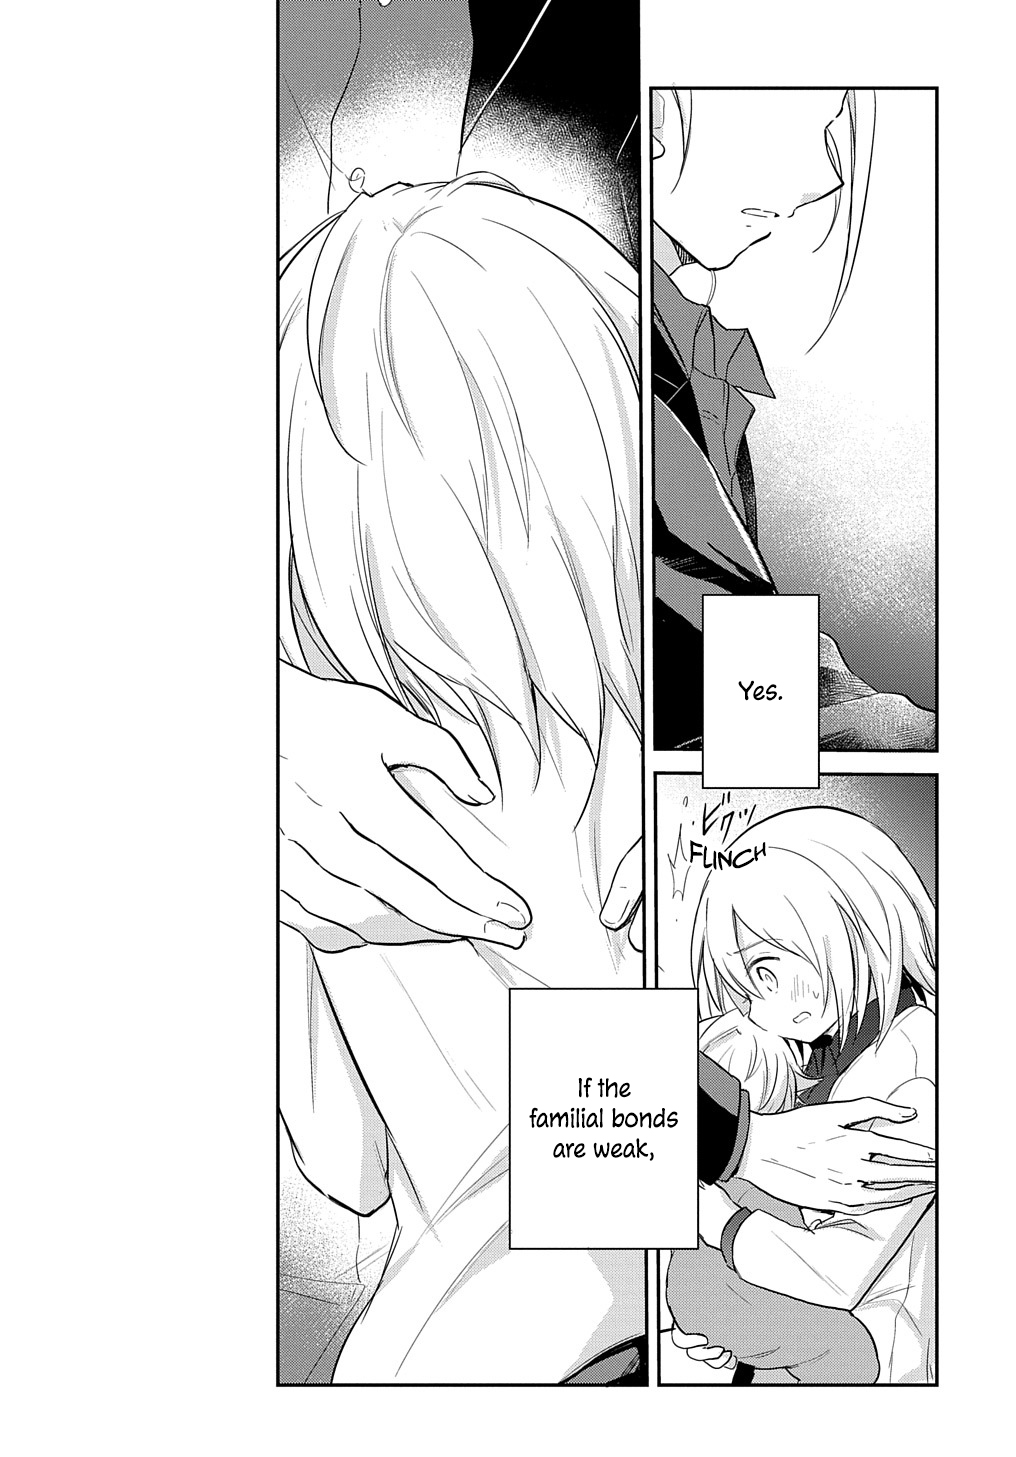 Yes.
ビクッ
FLINCH
If the
familial bonds
are weak,